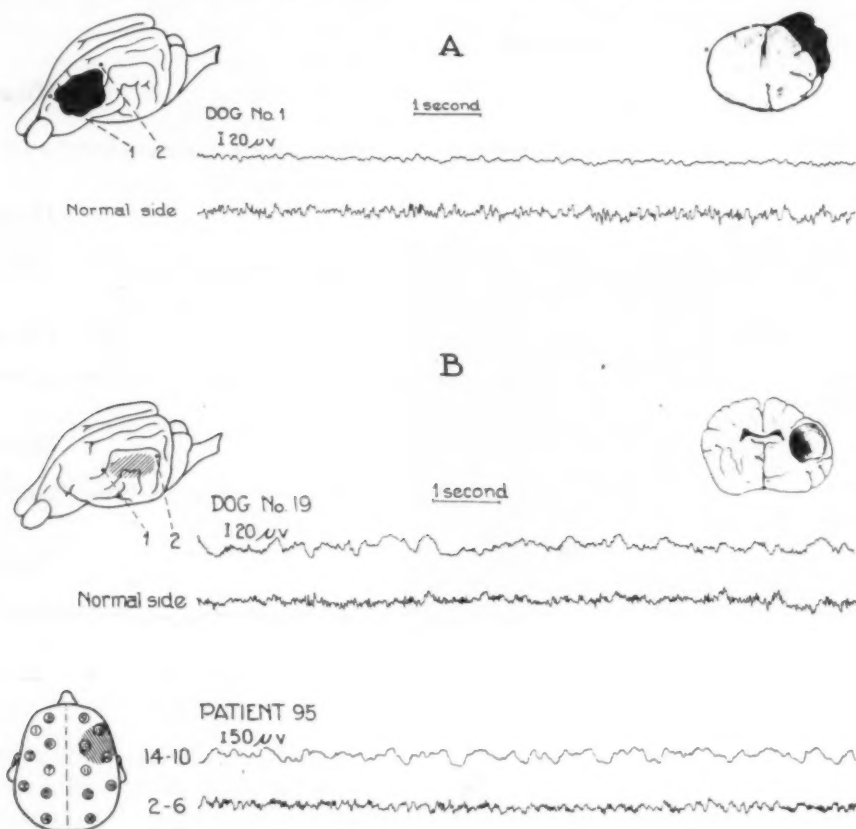 A
DOG No. 1
1 second
I 20 μv
1 2
Normal side
B
DOG No. 19
1 second
I 20 μv
1 2
Normal side
PATIENT 95
I 50 μv
14-10
2-6